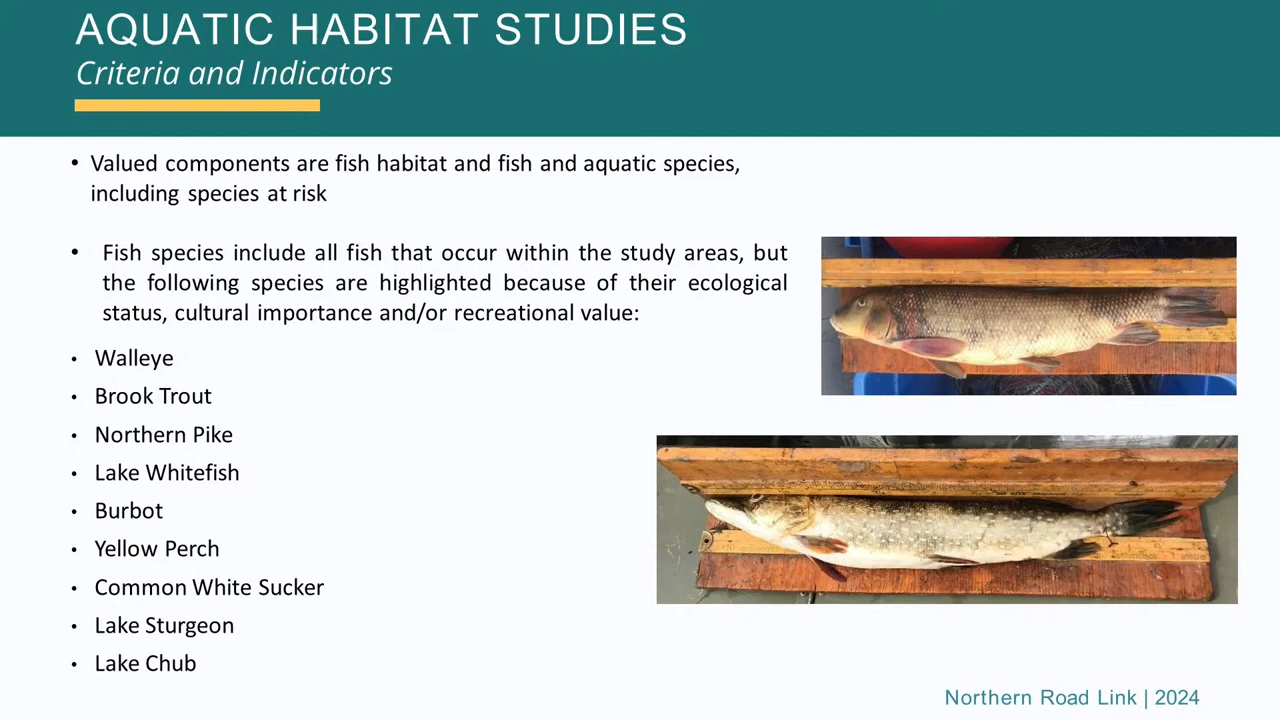 AQUATIC HABITAT STUDIES
Criteria and Indicators
• Valued components are fish habitat and fish and aquatic species,
including species at risk
• Fish species include all fish that occur within the study areas, but
the following species are highlighted because of their ecological
status, cultural importance and/or recreational value:
• Walleye
• Brook Trout
• Northern Pike
• Lake Whitefish
• Burbot
• Yellow Perch
• Common White Sucker
• Lake Sturgeon
• Lake Chub
Northern Road Link | 2024